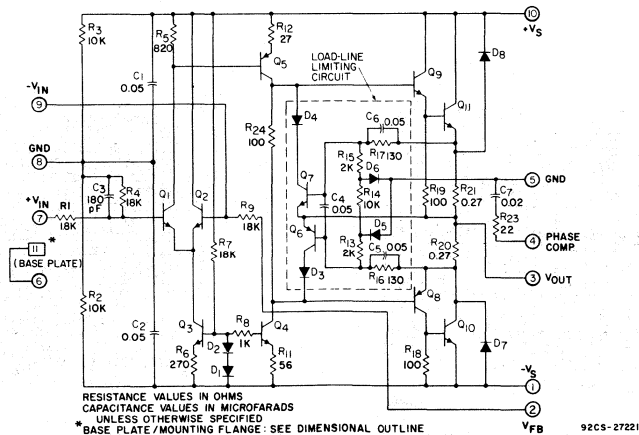 R3
10K
R5
820
R12
27
10
+VS
LOAD-LINE
LIMITING
CIRCUIT
D8
C1
0.05
Q5
Q9
-VIN
9
Q11
D4
C6
0.05
R24
100
R17 130
GND
8
R15
2K
D6
5
GND
Q7
+VIN
7
R1
1.8K
C3
180
pF
R4
18K
Q1
Q2
R9
18K
C4
0.05
R14
10K
R19
100
R21
0.27
C7
0.02
R23
22
4
PHASE
COMP.
D5
Q6
R13
2K
C5
0.05
R20
0.27
3
VOUT
11
*
(BASE PLATE)
6
R7
18K
R16 130
D3
Q8
R2
10K
C2
0.05
Q3
R8
1K
Q4
Q10
D7
R6
270
D2
D1
R11
56
R18
100
-VS
1
2
VFB
RESISTANCE VALUES IN OHMS
CAPACITANCE VALUES IN MICROFARADS
UNLESS OTHERWISE SPECIFIED
*BASE PLATE/MOUNTING FLANGE: SEE DIMENSIONAL OUTLINE
92CS-27221